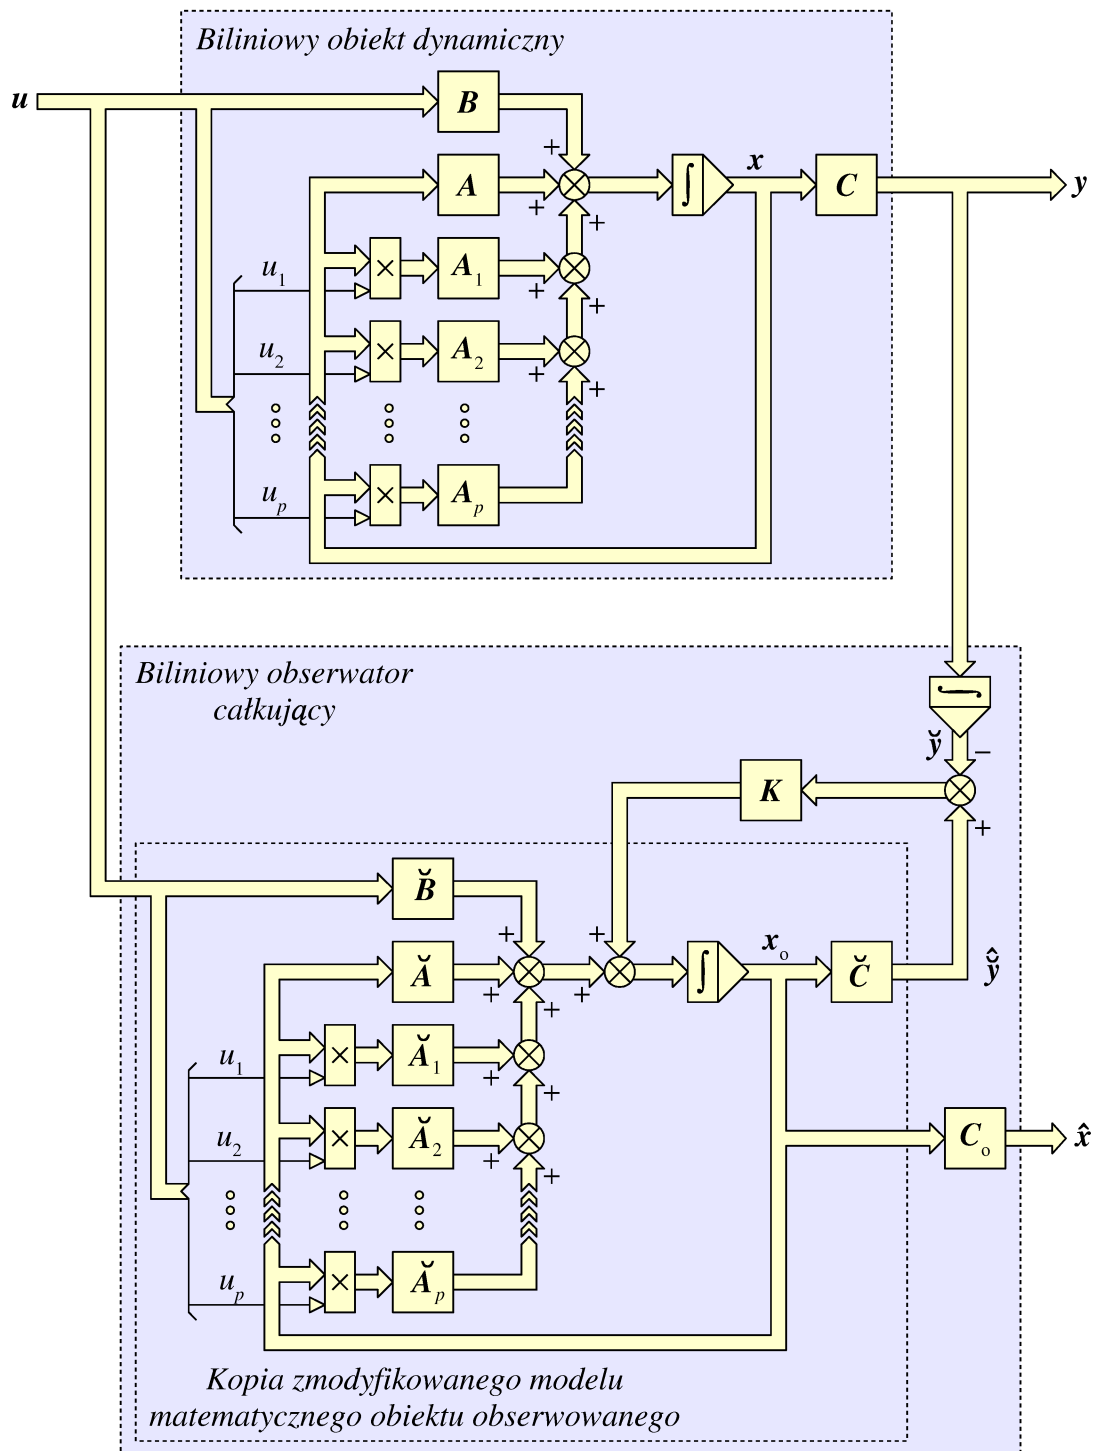 Biliniowy obiekt dynamiczny
u
B
+
x
A
∫
C
y
+
+
u1
×
A1
+
+
u2
×
A2
+
+
up
×
Ap
Biliniowy obserwator
całkujący
∫
y̆
−
K
+
B̆
+
+
xo
Ă
∫
C̆
ŷ̆
+
+
+
u1
×
Ă1
+
+
u2
×
Ă2
Co
x̂
+
+
up
×
Ăp
Kopia zmodyfikowanego modelu
matematycznego obiektu obserwowanego